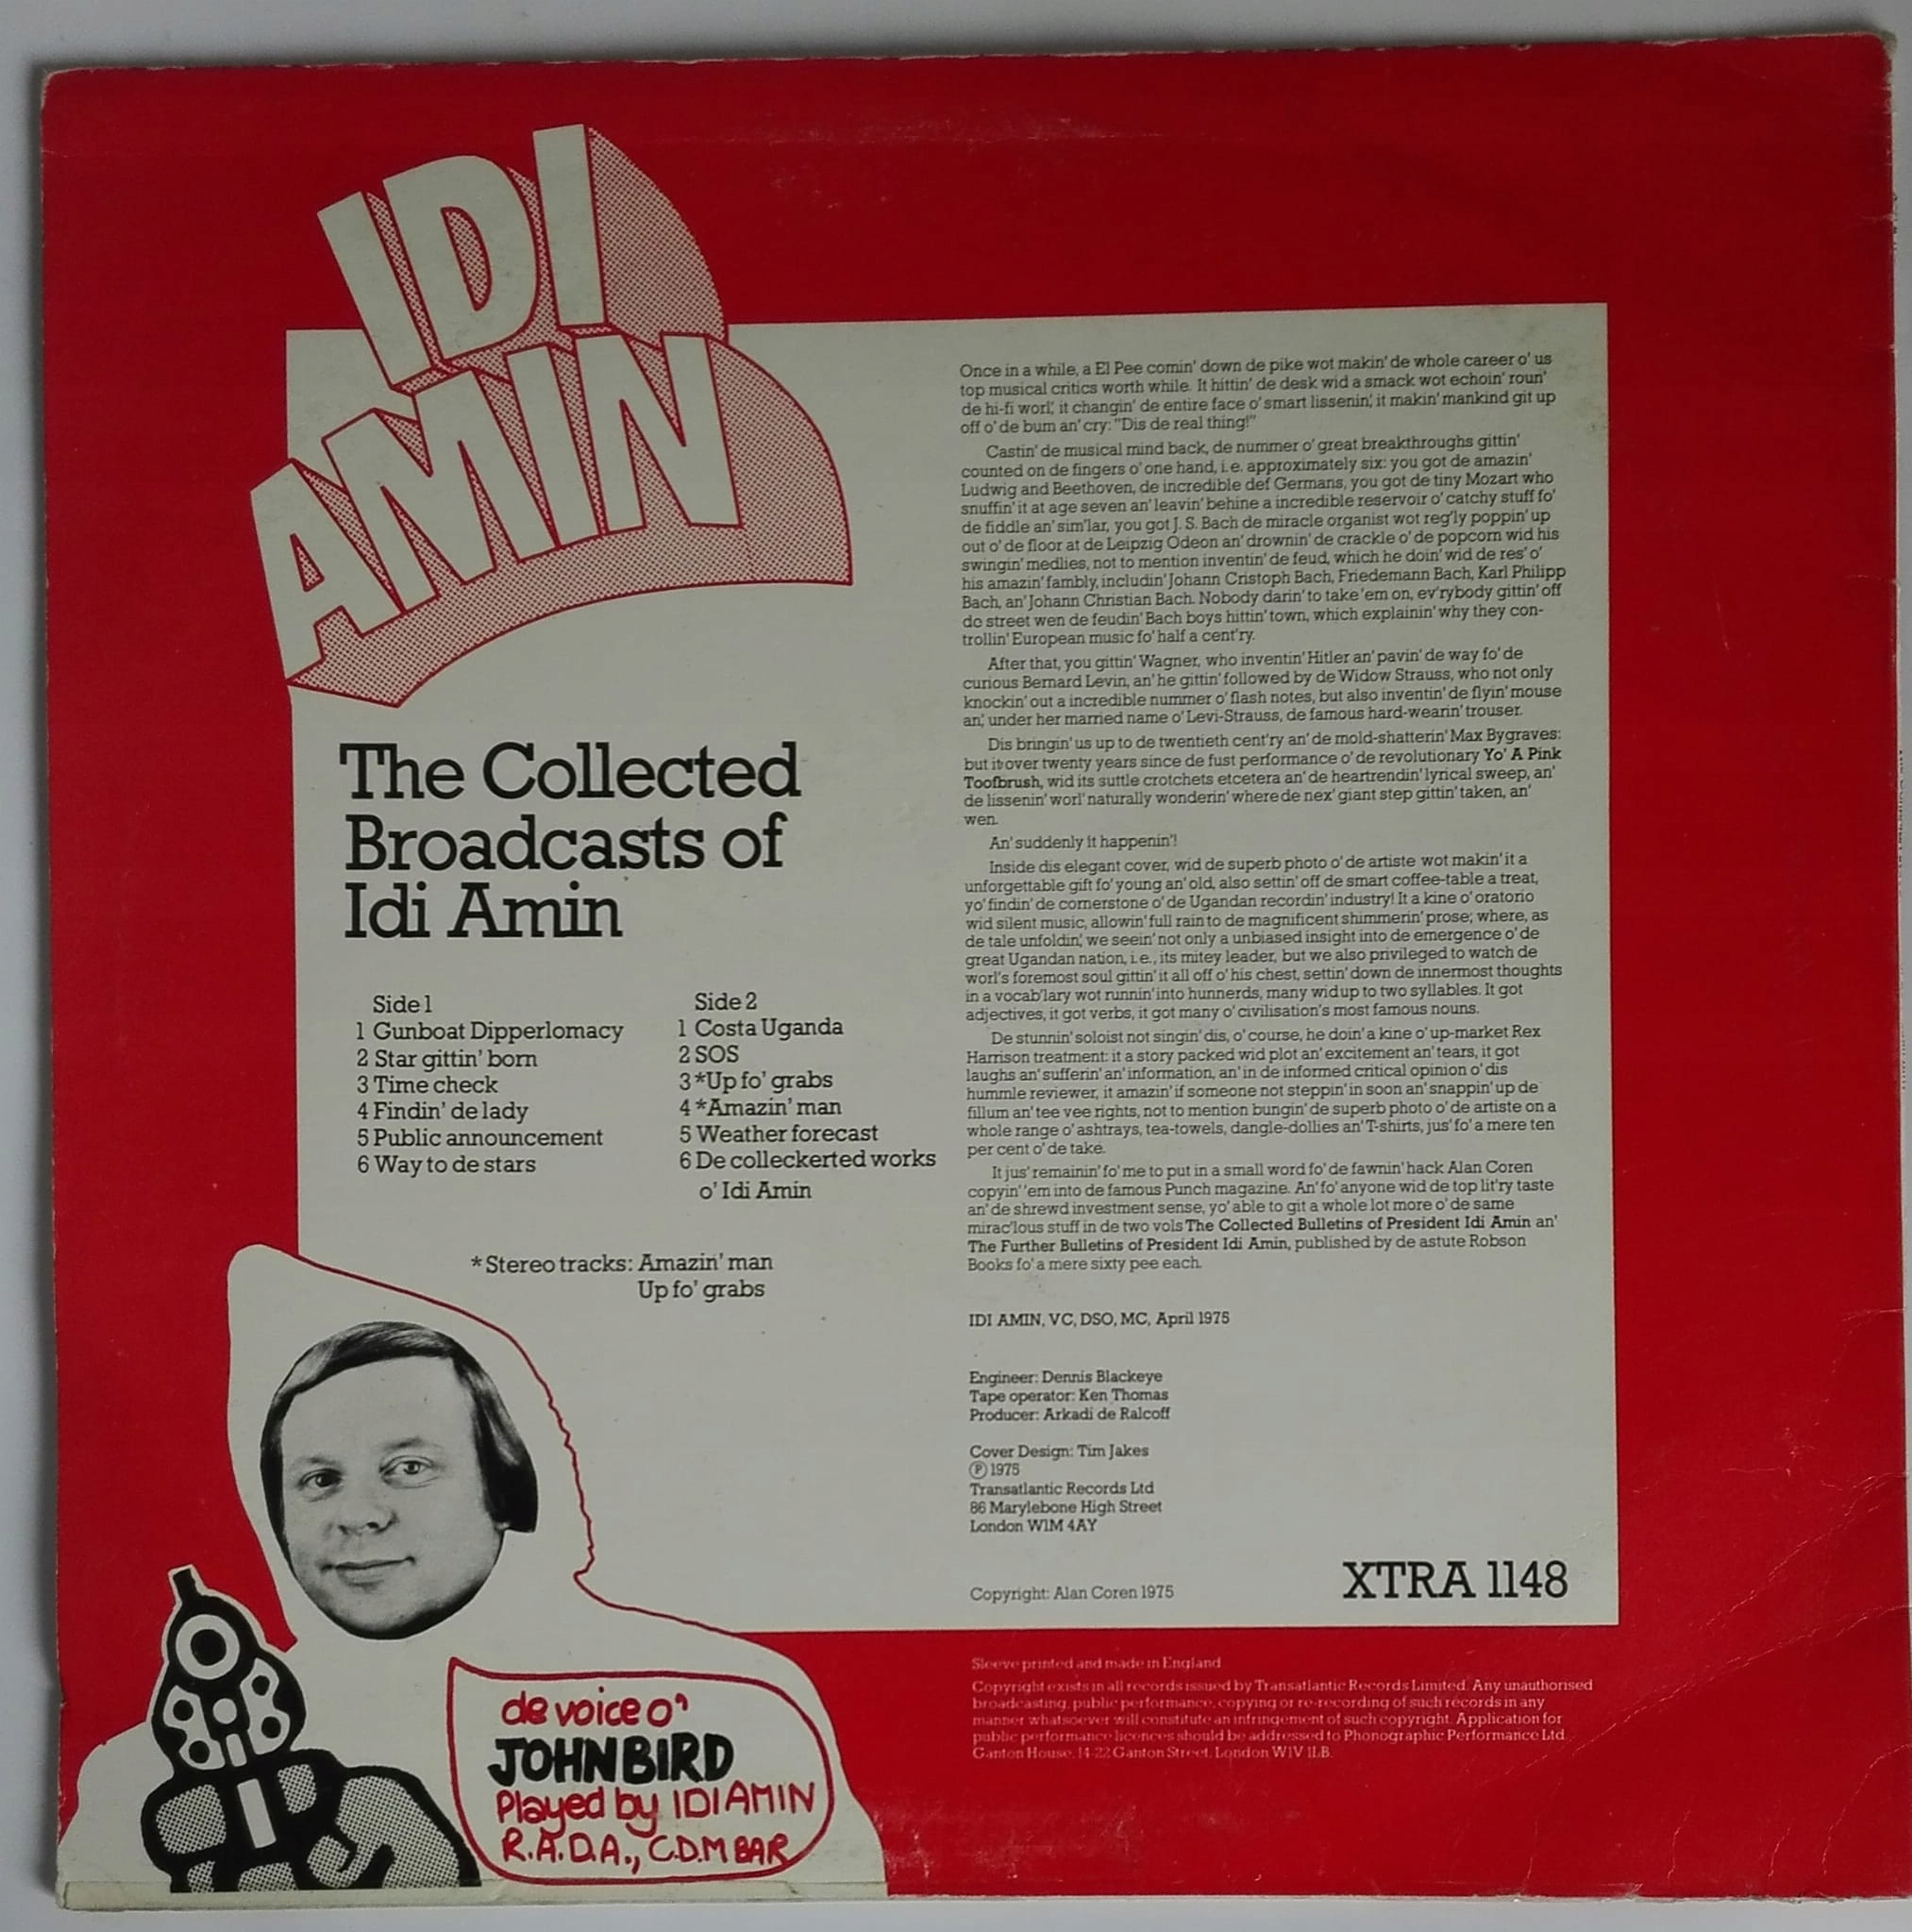 IDI
AMIN
The Collected
Broadcasts of
Idi Amin
Side 1
1 Gunboat Dipperlomacy
2 Star gittin' born
3 Time check
4 Findin' de lady
5 Public announcement
6 Way to de stars
Side 2
1 Costa Uganda
2 SOS
3 *Up fo' grabs
4 *Amazin' man
5 Weather forecast
6 De colleckerted works
o' Idi Amin
*Stereo tracks: Amazin' man
Up fo' grabs
de voice o'
JOHN BIRD
Played by IDI AMIN
R.A.D.A., C.D.M BAR
Once in a while, a El Pee comin' down de pike wot makin' de whole career o' us
top musical critics worth while. It hittin' de desk wid a smack wot echoin' roun'
de hi-fi worl', it changin' de entire face o' smart lissenin', it makin' mankind git up
off o' de bum an' cry: "Dis de real thing!"
Castin' de musical mind back, de nummer o' great breakthroughs gittin'
counted on de fingers o' one hand, i.e. approximately six: you got de amazin'
Ludwig and Beethoven, de incredible def Germans, you got de tiny Mozart who
snuffin' it at age seven an' leavin' behine a incredible reservoir o' catchy stuff fo'
de fiddle an' sim'lar, you got J. S. Bach de miracle organist wot reg'ly poppin' up
out o' de floor at de Leipzig Odeon an' drownin' de crackle o' de popcorn wid his
swingin' medlies, not to mention inventin' de feud, which he doin' wid de res' o'
his amazin' fambly, includin' Johann Cristoph Bach, Friedemann Bach, Karl Philipp
Bach, an' Johann Christian Bach. Nobody darin' to take 'em on, ev'rybody gittin' off
de street wen de feudin' Bach boys hittin' town, which explainin' why they con-
trollin' European music fo' half a cent'ry.
After that, you gittin' Wagner, who inventin' Hitler an' pavin' de way fo' de
curious Bernard Levin, an' he gittin' followed by de Widow Strauss, who not only
knockin' out a incredible nummer o' flash notes, but also inventin' de flyin' mouse
an', under her married name o' Levi-Strauss, de famous hard-wearin' trouser.
Dis bringin' us up to de twentieth cent'ry an' de mold-shatterin' Max Bygraves:
but it over twenty years since de fust performance o' de revolutionary Yo' A Pink
Toofbrush, wid its suttle crotchets etcetera an' de heartrendin' lyrical sweep, an'
de lissenin' worl' naturally wonderin' where de nex' giant step gittin' taken, an'
wen.
An' suddenly it happenin'!
Inside dis elegant cover, wid de superb photo o' de artiste wot makin' it a
unforgettable gift fo' young an' old, also settin' off de smart coffee-table a treat,
yo' findin' de cornerstone o' de Ugandan recordin' industry! It a kine o' oratorio
wid silent music, allowin' full rain to de magnificent shimmerin' prose; where, as
de tale unfoldin', we seein' not only a unbiased insight into de emergence o' de
great Ugandan nation, i.e., its mitey leader, but we also privileged to watch de
worl's foremost soul gittin' it all off o' his chest, settin' down de innermost thoughts
in a vocab'lary wot runnin' into hunnerds, many wid up to two syllables. It got
adjectives, it got verbs, it got many o' civilisation's most famous nouns.
De stunnin' soloist not singin' dis, o' course, he doin' a kine o' up-market Rex
Harrison treatment: it a story packed wid plot an' excitement an' tears, it got
laughs an' sufferin' an' information, an' in de informed critical opinion o' dis
hummle reviewer, it amazin' if someone not steppin' in soon an' snappin' up de
fillum an' tee vee rights, not to mention bungin' de superb photo o' de artiste on a
whole range o' ashtrays, tea-towels, dangle-dollies an' T-shirts, jus' fo' a mere ten
per cent o' de take.
It jus' remainin' fo' me to put in a small word fo' de fawnin' hack Alan Coren
copyin' 'em into de famous Punch magazine. An' fo' anyone wid de top lit'ry taste
an' de shrewd investment sense, yo' able to git a whole lot more o' de same
mirac'lous stuff in de two vols The Collected Bulletins of President Idi Amin an'
The Further Bulletins of President Idi Amin, published by de astute Robson
Books fo' a mere sixty pee each.
IDI AMIN, VC, DSO, MC, April 1975
Engineer: Dennis Blackeye
Tape operator: Ken Thomas
Producer: Arkadi de Ralcoff
Cover Design: Tim Jakes
℗ 1975
Transatlantic Records Ltd
86 Marylebone High Street
London W1M 4AY
Copyright: Alan Coren 1975
XTRA 1148
Sleeve printed and made in England
Copyright exists in all records issued by Transatlantic Records Limited. Any unauthorised
broadcasting, public performance, copying or re-recording of such records in any
manner whatsoever will constitute an infringement of such copyright. Application for
public performance licences should be addressed to Phonographic Performance Ltd.
Ganton House, 14-22 Ganton Street, London W1V 1LB.